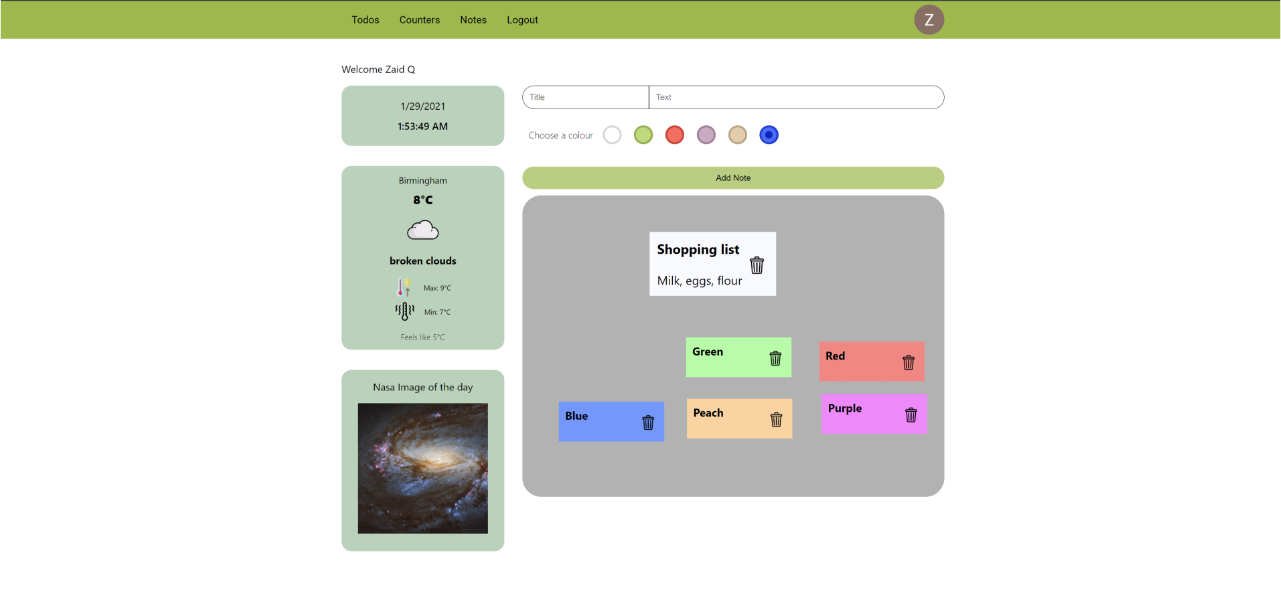 Todos Counters Notes Logout Z
Welcome Zaid Q
1/29/2021
1:53:49 AM
Birmingham
8°C
broken clouds
Max: 9°C
Min: 7°C
Feels like 5°C
Nasa Image of the day
Title Text
Choose a colour
Add Note
Shopping list
Milk, eggs, flour
Green
Red
Blue
Peach
Purple